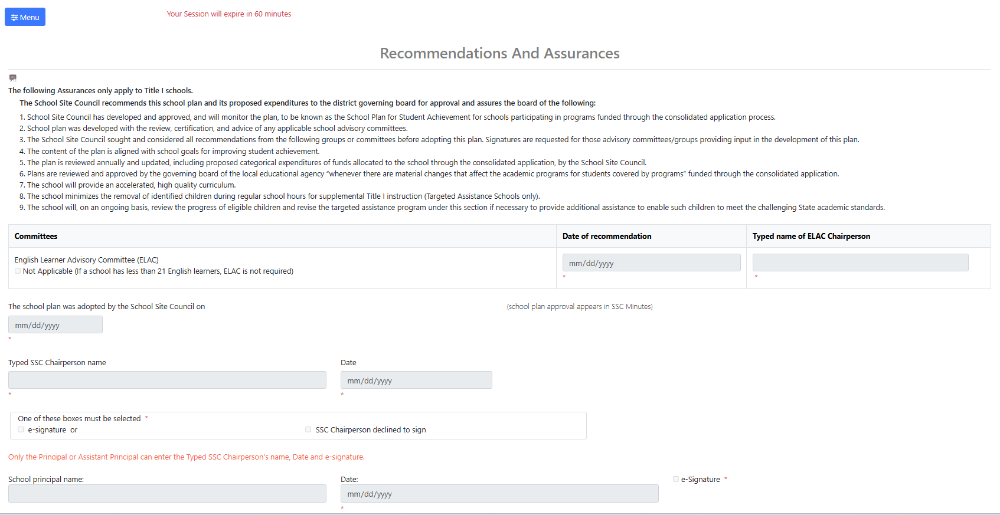 Menu
Your Session will expire in 60 minutes
Recommendations And Assurances
The following Assurances only apply to Title I schools.
The School Site Council recommends this school plan and its proposed expenditures to the district governing board for approval and assures the board of the following:
1. School Site Council has developed and approved, and will monitor the plan, to be known as the School Plan for Student Achievement for schools participating in programs funded through the consolidated application process.
2. School plan was developed with the review, certification, and advice of any applicable school advisory committees.
3. The School Site Council sought and considered all recommendations from the following groups or committees before adopting this plan. Signatures are requested for those advisory committees/groups providing input in the development of this plan.
4. The content of the plan is aligned with school goals for improving student achievement.
5. The plan is reviewed annually and updated, including proposed categorical expenditures of funds allocated to the school through the consolidated application, by the School Site Council.
6. Plans are reviewed and approved by the governing board of the local educational agency “whenever there are material changes that affect the academic programs for students covered by programs” funded through the consolidated application.
7. The school will provide an accelerated, high quality curriculum.
8. The school minimizes the removal of identified children during regular school hours for supplemental Title I instruction (Targeted Assistance Schools only).
9. The school will, on an ongoing basis, review the progress of eligible children and revise the targeted assistance program under this section if necessary to provide additional assistance to enable such children to meet the challenging State academic standards.
Committees Date of recommendation Typed name of ELAC Chairperson
English Learner Advisory Committee (ELAC)
Not Applicable (If a school has less than 21 English learners, ELAC is not required)
mm/dd/yyyy
* *
The school plan was adopted by the School Site Council on (school plan approval appears in SSC Minutes)
mm/dd/yyyy
*
Typed SSC Chairperson name Date
mm/dd/yyyy
* *
One of these boxes must be selected *
e-signature or SSC Chairperson declined to sign
Only the Principal or Assistant Principal can enter the Typed SSC Chairperson's name, Date and e-signature.
School principal name: Date: e-Signature *
mm/dd/yyyy
*